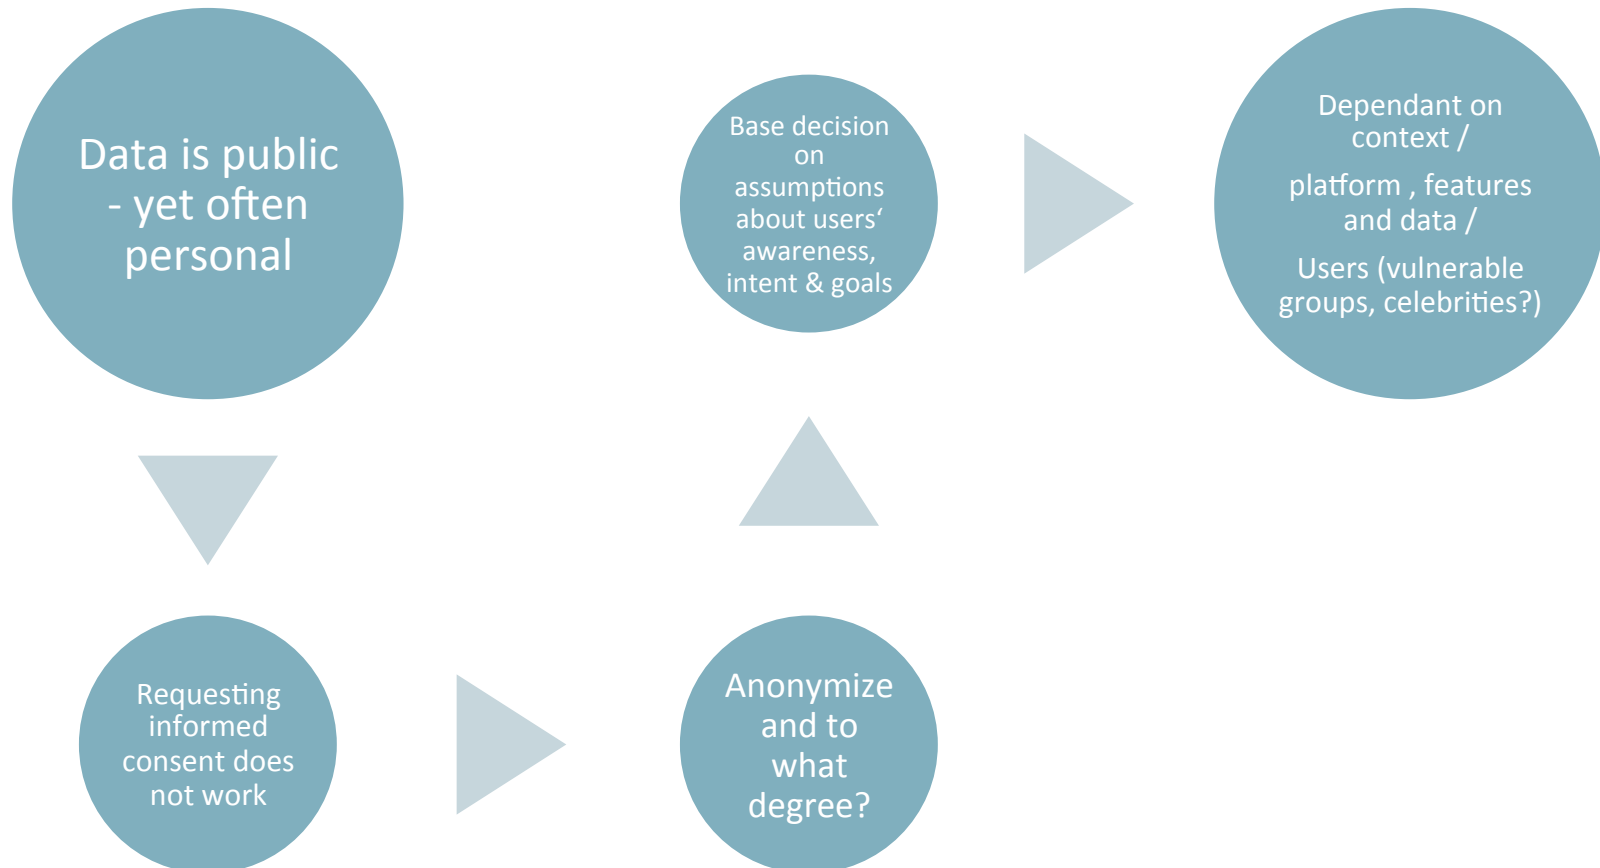 Data is public
- yet often
personal
Requesting
informed
consent does
not work
Anonymize
and to
what
degree?
Base decision
on
assumptions
about users‘
awareness,
intent & goals
Dependant on
context /
platform , features
and data /
Users (vulnerable
groups, celebrities?)